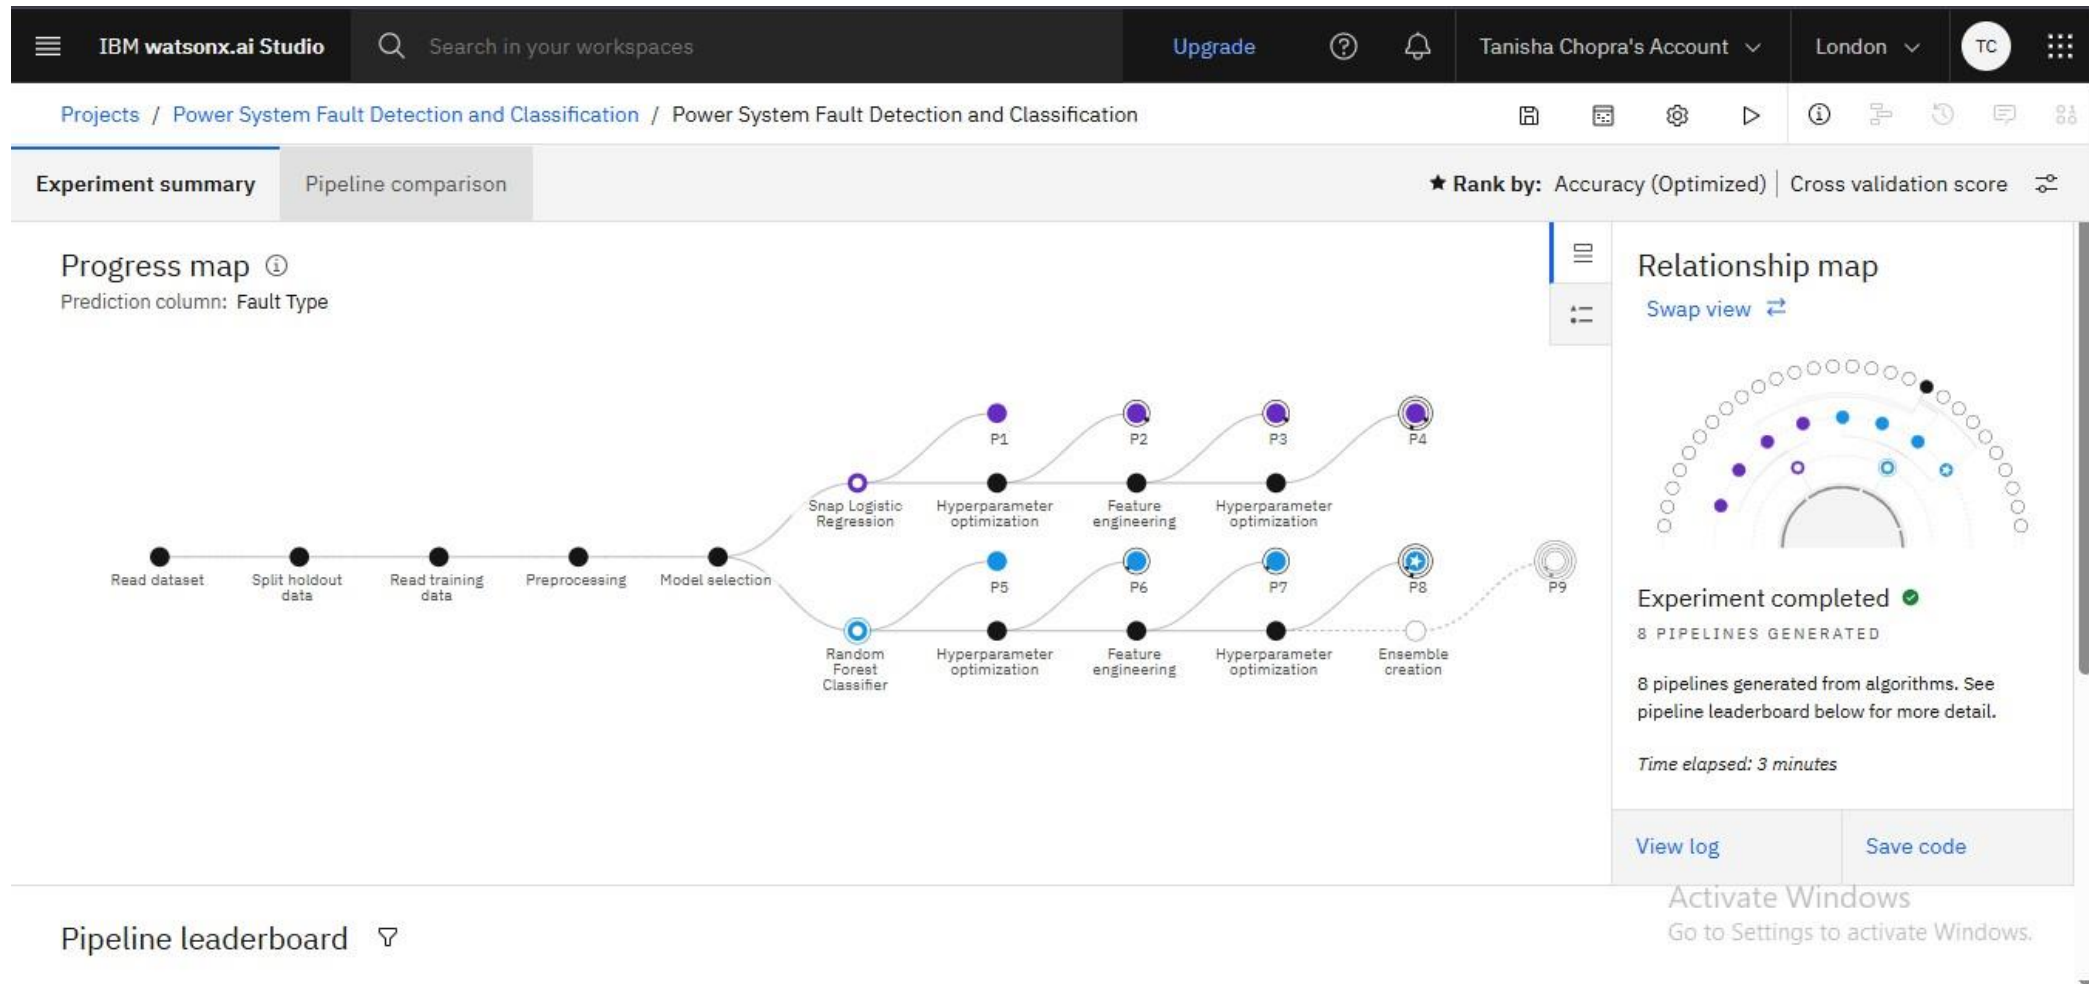 IBM watsonx.ai Studio
Search in your workspaces
Upgrade
Tanisha Chopra's Account
London
TC
Projects / Power System Fault Detection and Classification / Power System Fault Detection and Classification
Experiment summary
Pipeline comparison
Rank by: Accuracy (Optimized) | Cross validation score
Progress map
Prediction column: Fault Type
P1
P2
P3
P4
Snap Logistic
Regression
Hyperparameter
optimization
Feature
engineering
Hyperparameter
optimization
Read dataset
Split holdout
data
Read training
data
Preprocessing
Model selection
P5
P6
P7
P8
P9
Random
Forest
Classifier
Hyperparameter
optimization
Feature
engineering
Hyperparameter
optimization
Ensemble
creation
Relationship map
Swap view
Experiment completed
8 PIPELINES GENERATED
8 pipelines generated from algorithms. See
pipeline leaderboard below for more detail.
Time elapsed: 3 minutes
View log
Save code
Pipeline leaderboard
Activate Windows
Go to Settings to activate Windows.